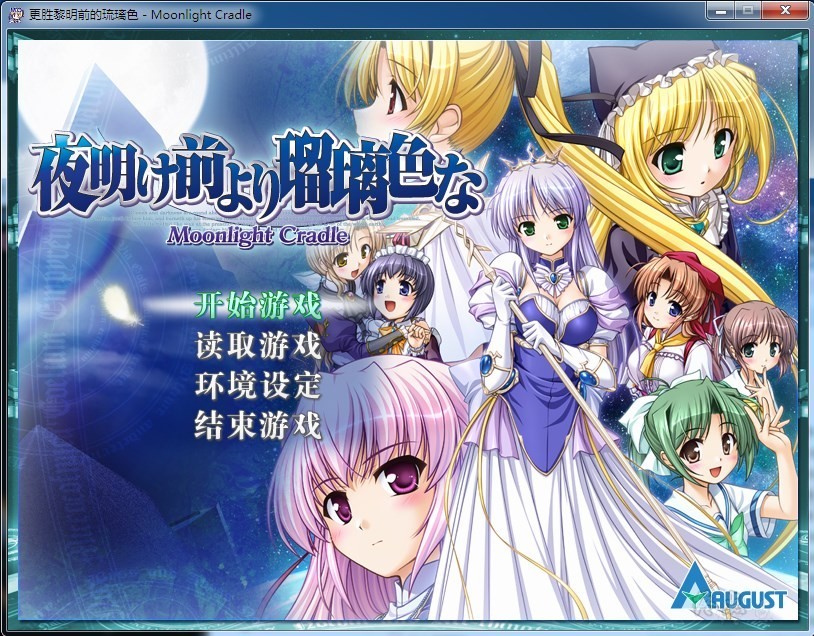 更胜黎明前的琉璃色 - Moonlight Cradle
夜明け前より瑠璃色な
Moonlight Cradle
开始游戏
读取游戏
环境设定
结束游戏
AUGUST